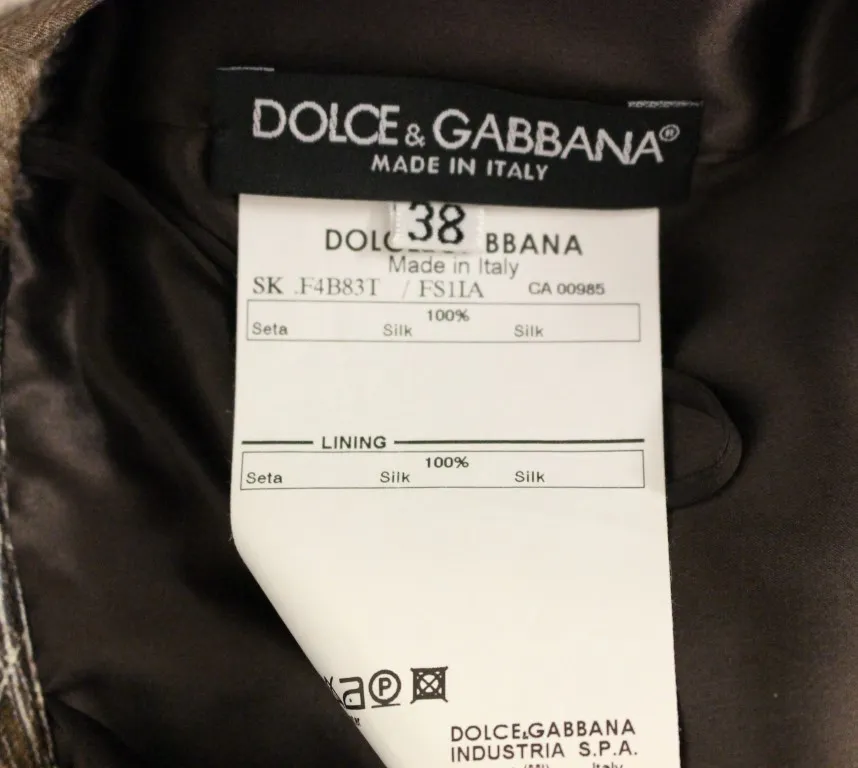 DOLCE & GABBANA®
MADE IN ITALY
38
BBANA
Made in Italy
SK .F4B83T / FS1IA CA 00985
100%
Seta Silk Silk
LINING
100%
Seta Silk Silk
P
DOLCE&GABBANA
INDUSTRIA S.P.A.
Italy